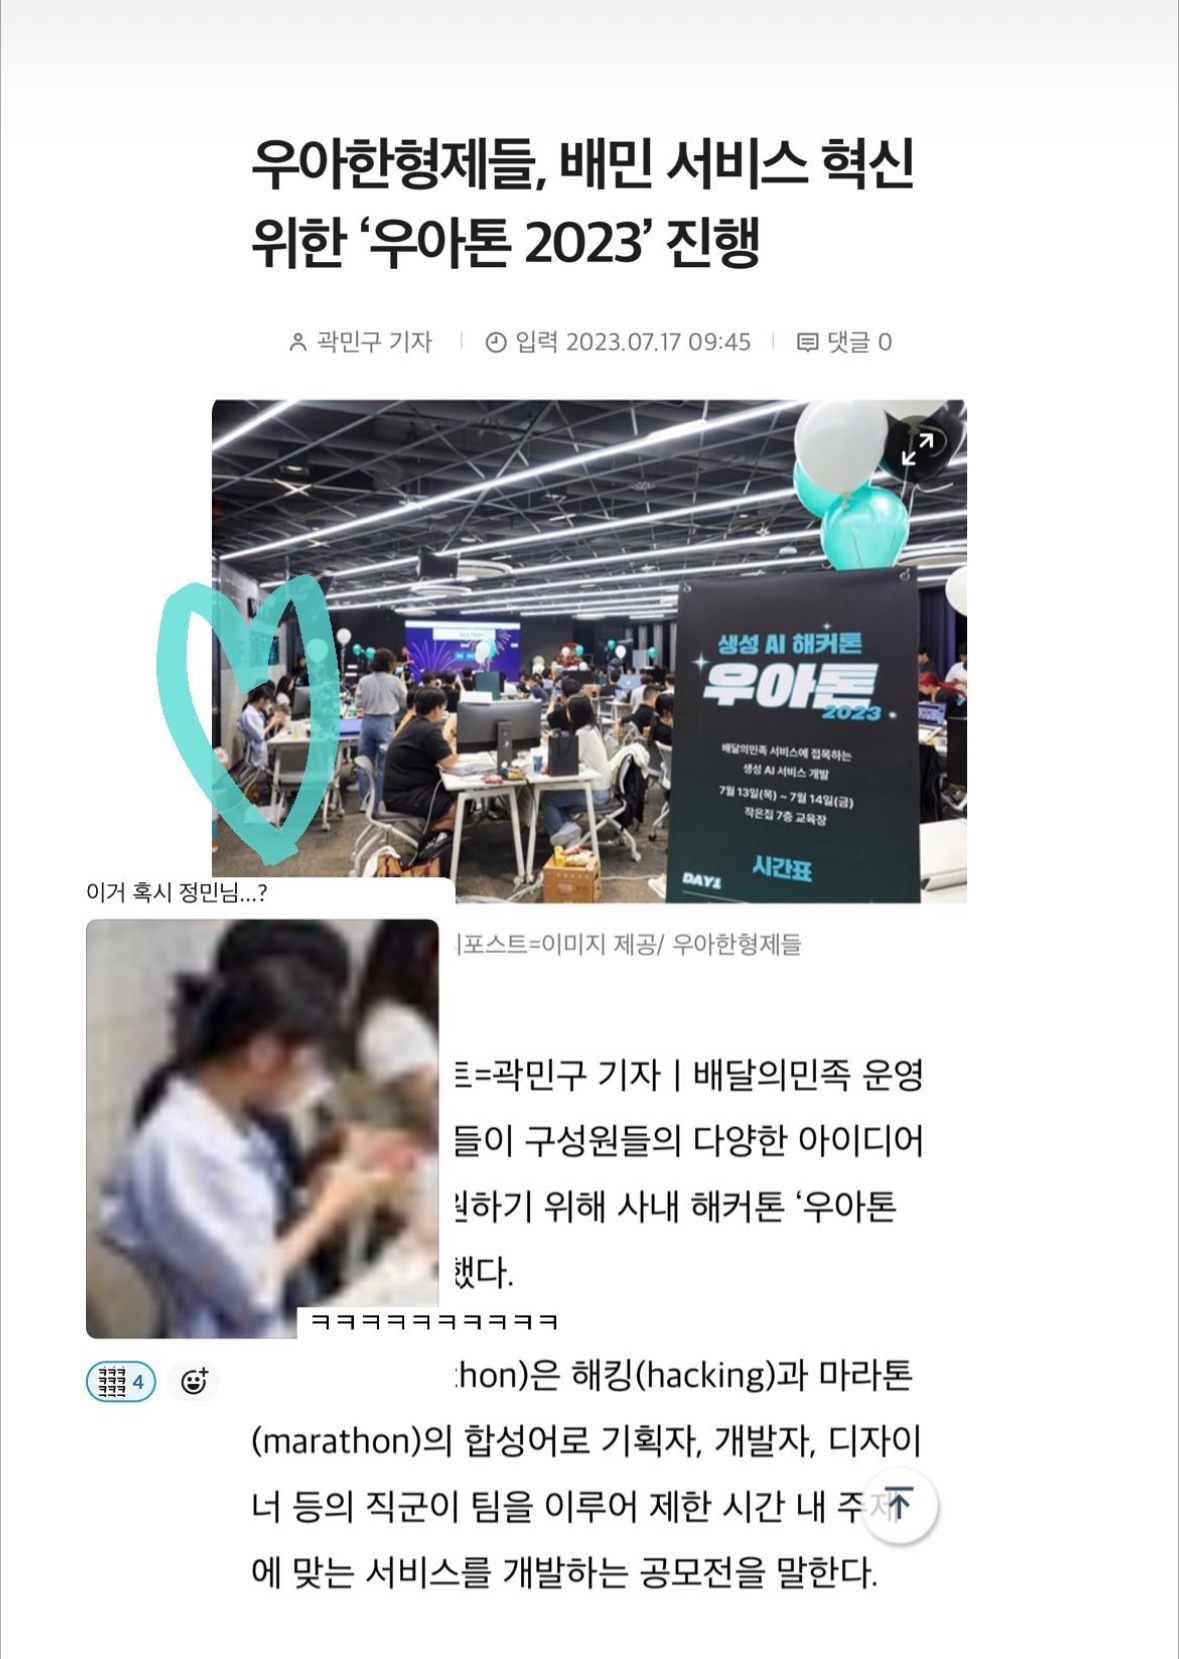 우아한형제들, 배민 서비스 혁신
위한 ‘우아톤 2023’ 진행
곽민구 기자
입력 2023.07.17 09:45
댓글 0
생성 AI 해커톤
우아톤
2023
배달의민족 서비스에 접목하는
생성 AI 서비스 개발
7월 13일(목) ~ 7월 14일(금)
작은집 7층 교육장
시간표
DAY1
이거 혹시 정민님...?
포스트=이미지 제공/ 우아한형제들
=곽민구 기자 | 배달의민족 운영
들이 구성원들의 다양한 아이디어
하기 위해 사내 해커톤 ‘우아톤
했다.
ㅋㅋㅋㅋㅋㅋㅋㅋㅋㅋ
ㅋㅋㅋ
ㅋㅋㅋ
ㅋㅋㅋ
4
hon)은 해킹(hacking)과 마라톤
(marathon)의 합성어로 기획자, 개발자, 디자이
너 등의 직군이 팀을 이루어 제한 시간 내 주제
에 맞는 서비스를 개발하는 공모전을 말한다.